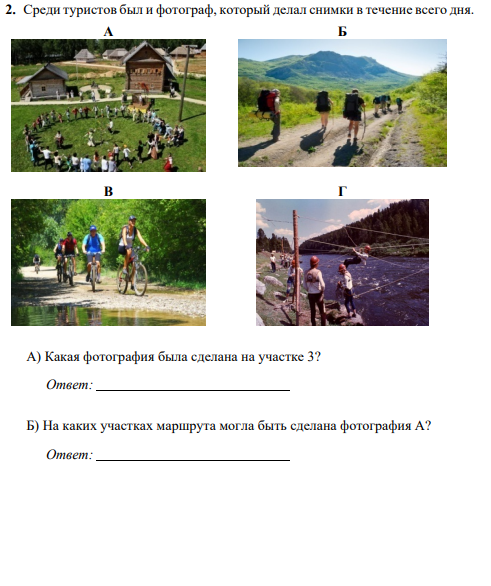 2. Среди туристов был и фотограф, который делал снимки в течение всего дня.
А Б
В Г
А) Какая фотография была сделана на участке 3?
Ответ:
Б) На каких участках маршрута могла быть сделана фотография А?
Ответ: